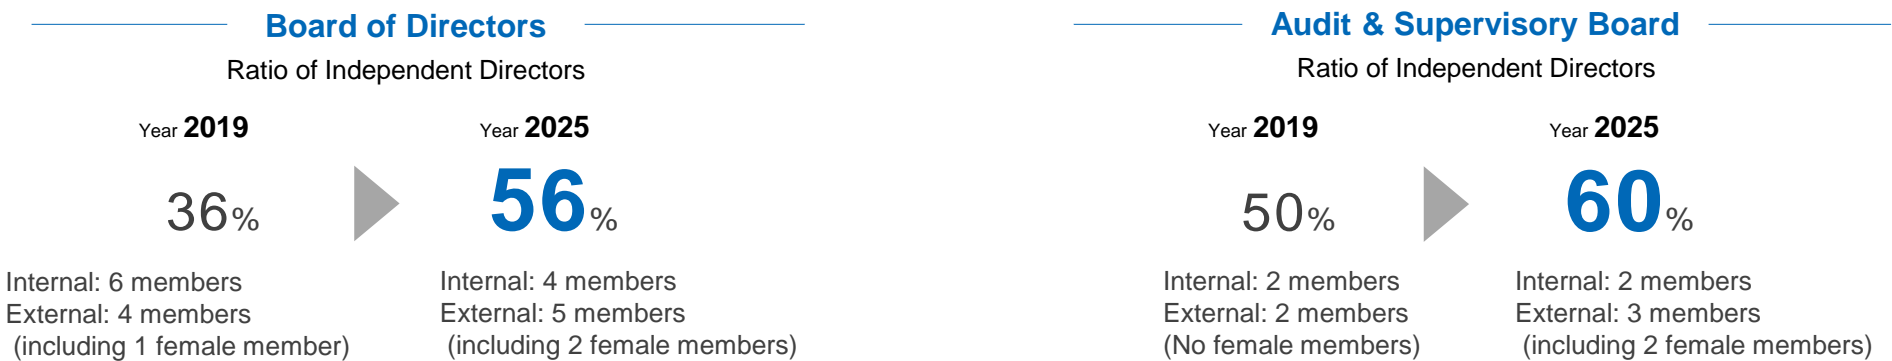 Board of Directors
Ratio of Independent Directors
Year 2019
Year 2025
36%
56%
Internal: 6 members
External: 4 members
(including 1 female member)
Internal: 4 members
External: 5 members
(including 2 female members)
Audit & Supervisory Board
Ratio of Independent Directors
Year 2019
Year 2025
50%
60%
Internal: 2 members
External: 2 members
(No female members)
Internal: 2 members
External: 3 members
(including 2 female members)